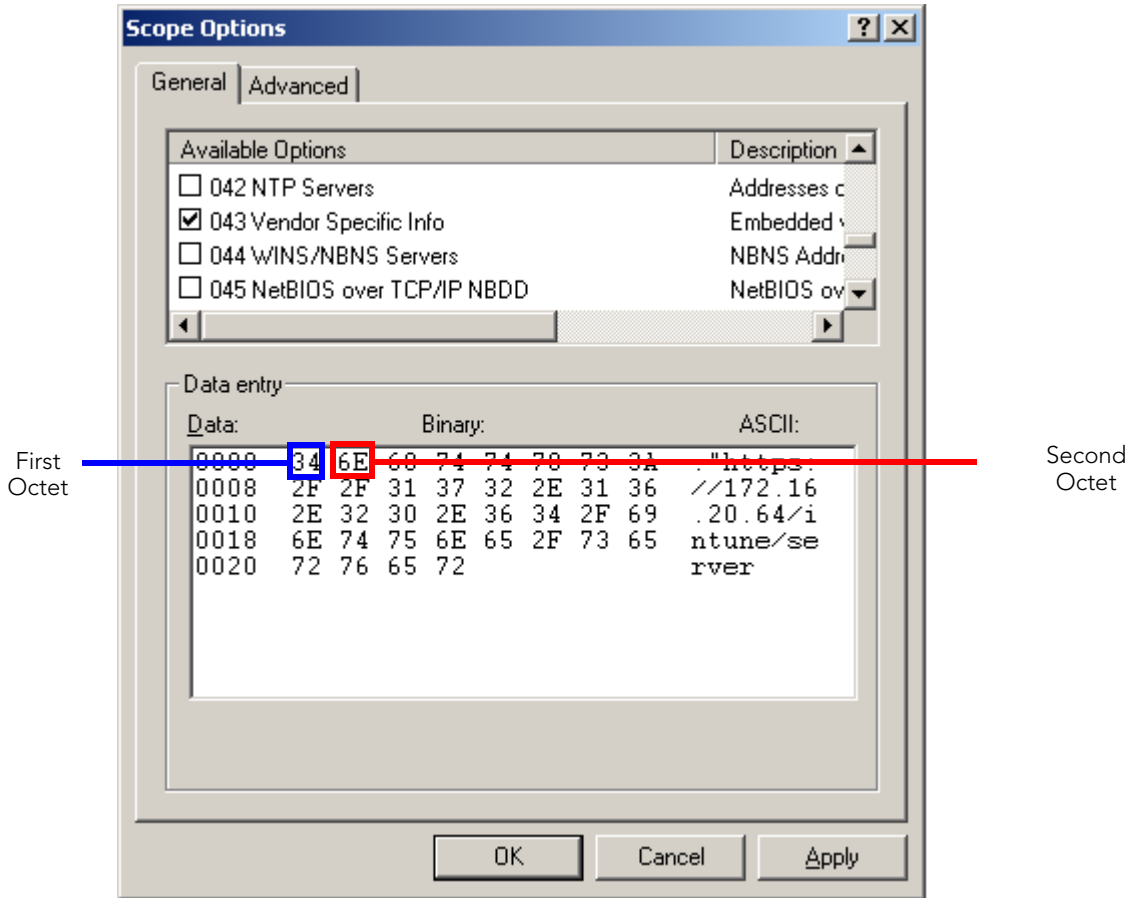 Scope Options
General
Advanced
Available Options
Description
042 NTP Servers
Addresses c
043 Vendor Specific Info
Embedded v
044 WINS/NBNS Servers
NBNS Addr
045 NetBIOS over TCP/IP NBDD
NetBIOS ov
Data entry
Data: Binary: ASCII:
0000 34 6E 68 74 74 70 73 3A ."https:
0008 2F 2F 31 37 32 2E 31 36 //172.16
0010 2E 32 30 2E 36 34 2F 69 .20.64/i
0018 6E 74 75 6E 65 2F 73 65 ntune/se
0020 72 76 65 72 rver
First
Octet
Second
Octet
OK
Cancel
Apply